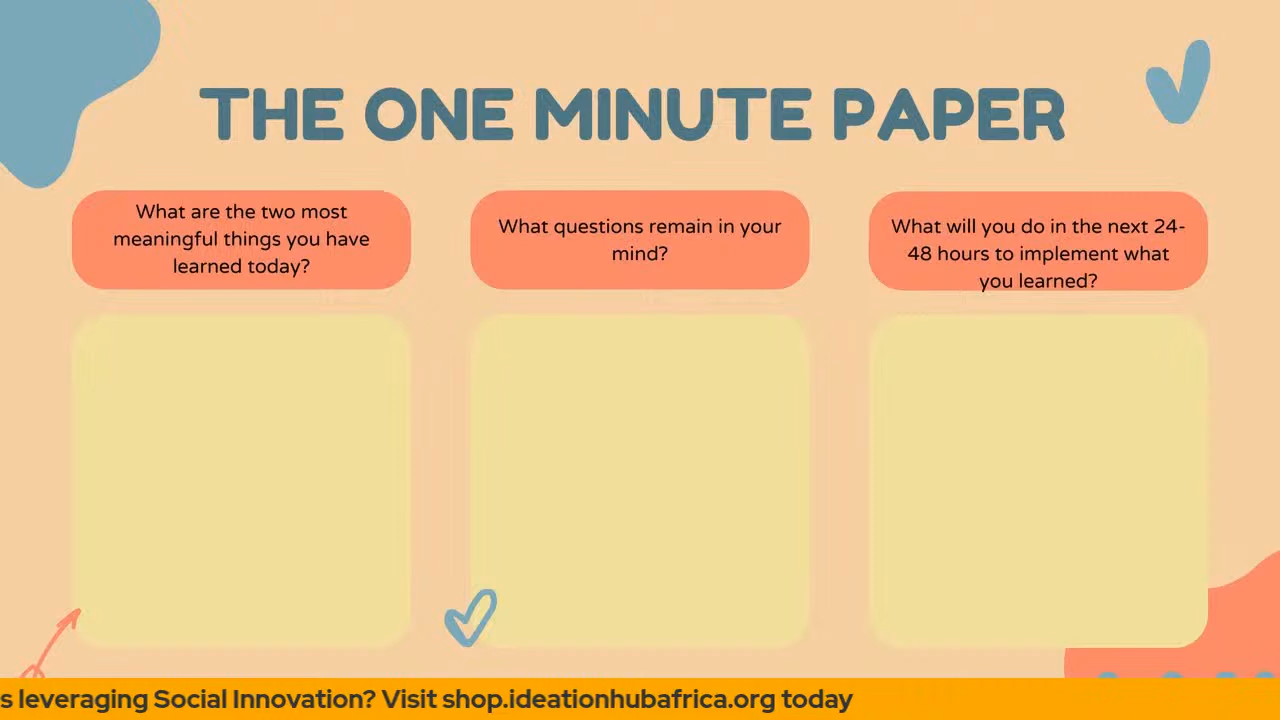 THE ONE MINUTE PAPER
What are the two most
meaningful things you have
learned today?
What questions remain in your
mind?
What will you do in the next 24-
48 hours to implement what
you learned?
s leveraging Social Innovation? Visit shop.ideationhubafrica.org today